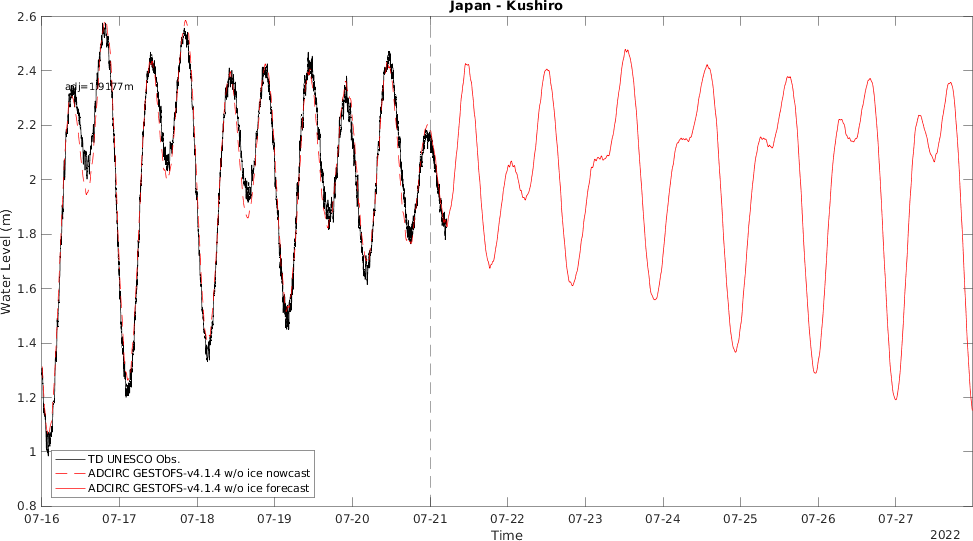 Japan - Kushiro
2.6
2.4
2.2
2
1.8
1.6
1.4
1.2
1
0.8
Water Level (m)
adj=1.9177m
TD UNESCO Obs.
ADCIRC GESTOFS-v4.1.4 w/o ice nowcast
ADCIRC GESTOFS-v4.1.4 w/o ice forecast
07-16 07-17 07-18 07-19 07-20 07-21 07-22 07-23 07-24 07-25 07-26 07-27
Time
2022